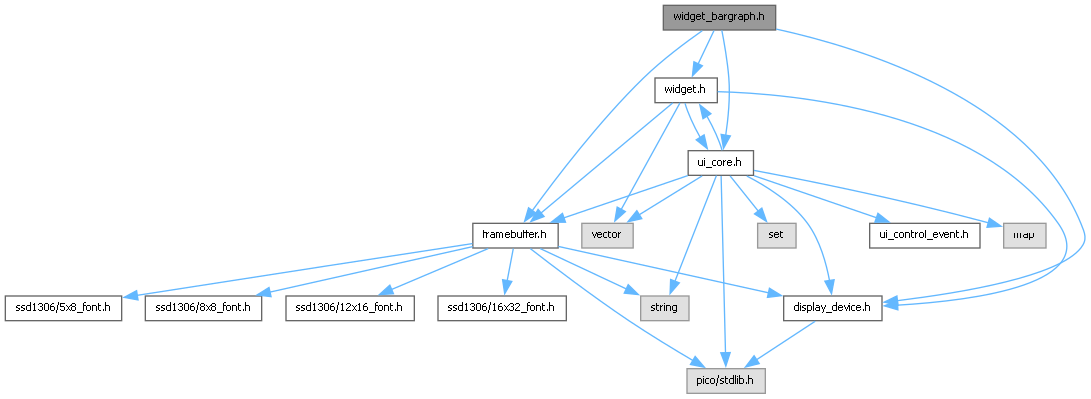 widget_bargraph.h
widget.h
ui_core.h
framebuffer.h
vector
set
ui_control_event.h
map
ssd1306/5x8_font.h
ssd1306/8x8_font.h
ssd1306/12x16_font.h
ssd1306/16x32_font.h
string
display_device.h
pico/stdlib.h